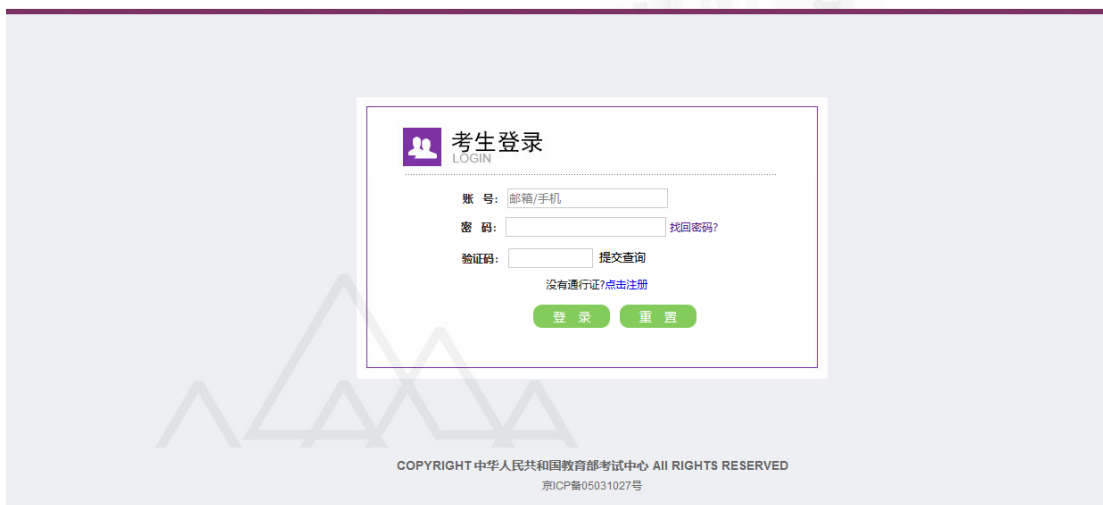 考生登录
LOGIN
账 号: 邮箱/手机
密 码: 找回密码?
验证码: 提交查询
没有通行证?点击注册
登 录 重 置
COPYRIGHT 中华人民共和国教育部考试中心 All RIGHTS RESERVED
京ICP备05031027号